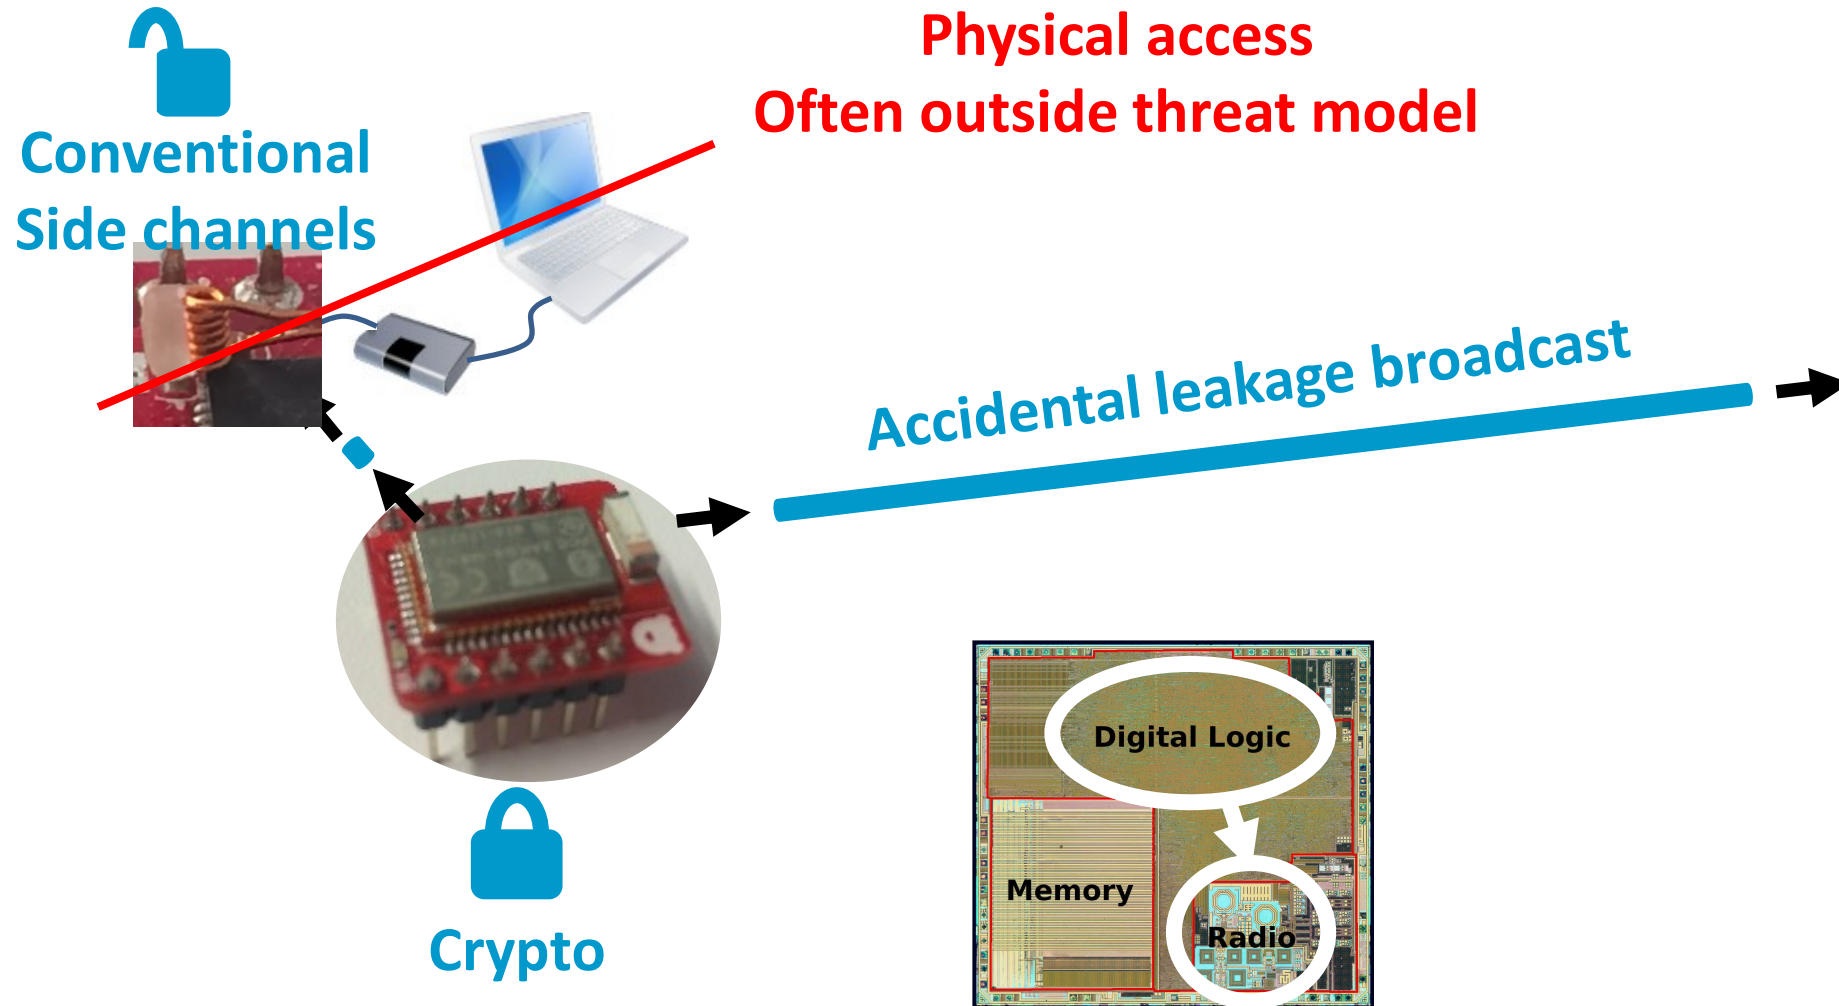 Physical access
Often outside threat model
Conventional
Side channels
Accidental leakage broadcast
Digital Logic
Memory
Radio
Crypto